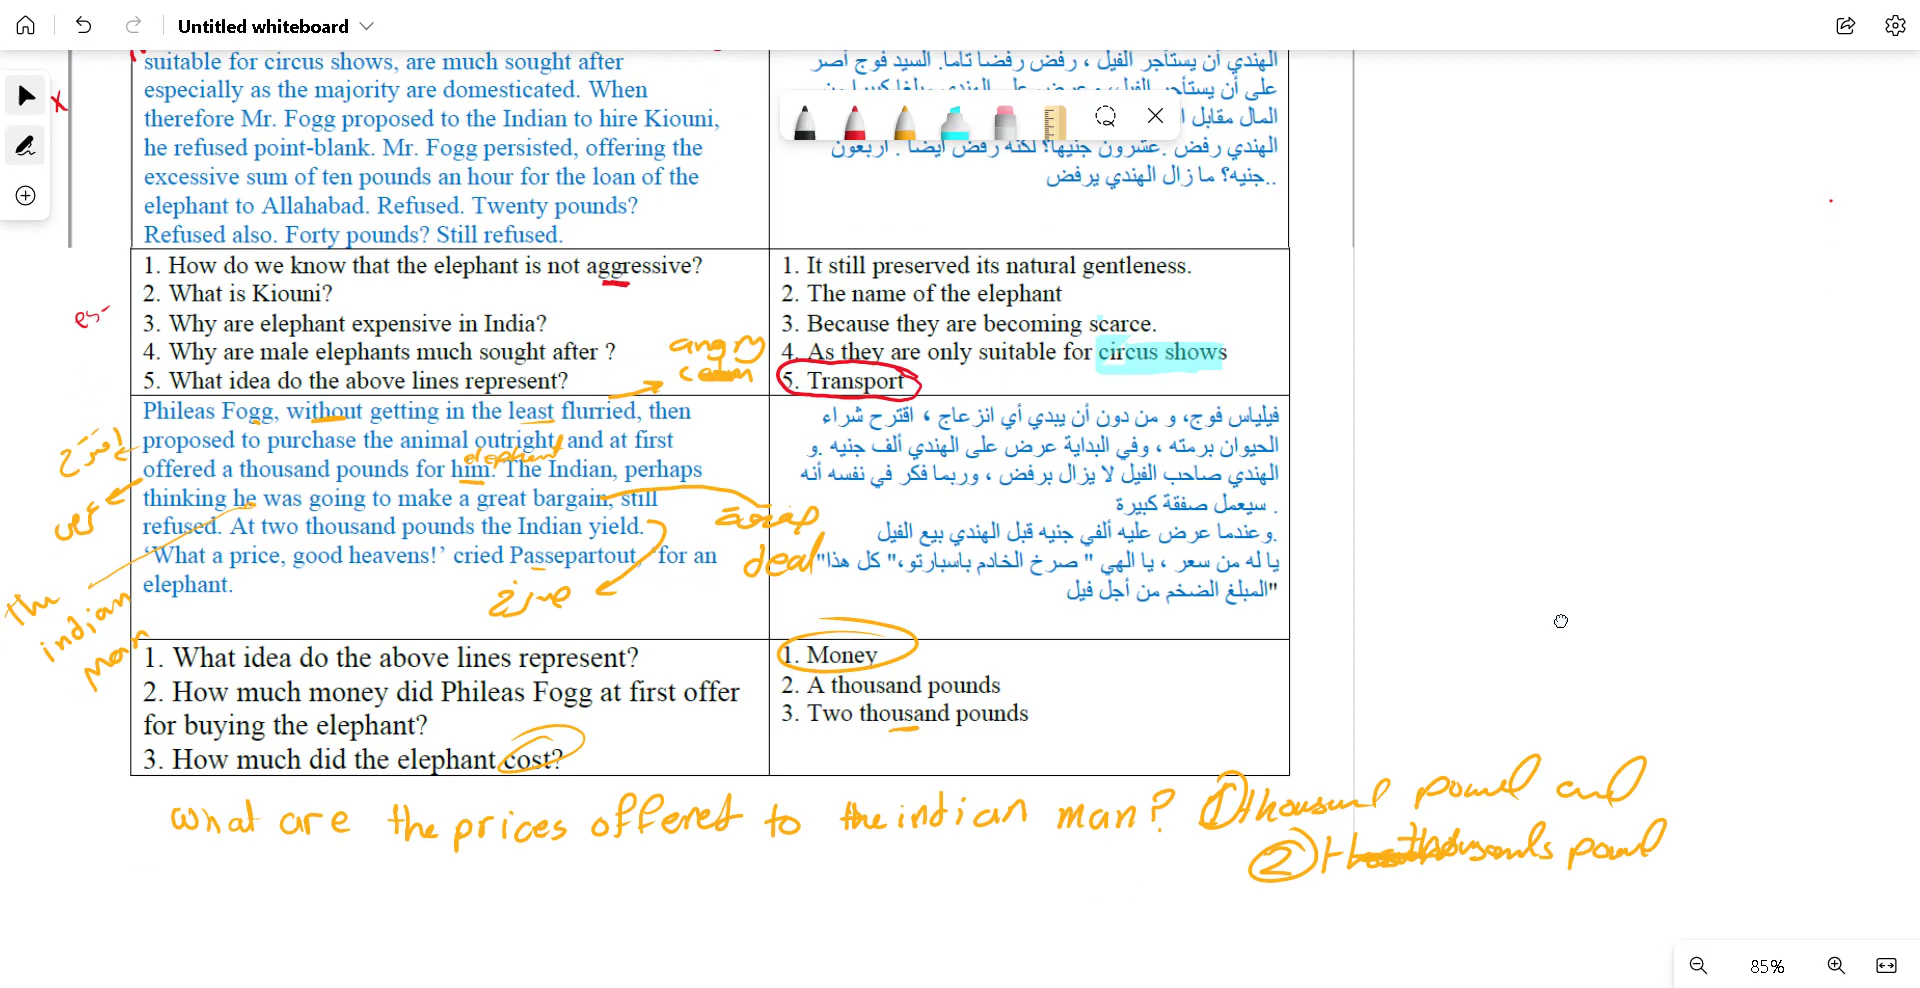 Untitled whiteboard
suitable for circus shows, are much sought after
especially as the majority are domesticated. When
therefore Mr. Fogg proposed to the Indian to hire Kiouni,
he refused point-blank. Mr. Fogg persisted, offering the
excessive sum of ten pounds an hour for the loan of the
elephant to Allahabad. Refused. Twenty pounds?
Refused also. Forty pounds? Still refused.
الهندي أن يستأجر الفيل ، رفض رفضا تاما. السيد فوج أصر
على أن يستأجر الفيل
المال مقابل
الهندي رفض .عشرون جنيها؟ لكنه رفض أيضا . أربعون
..جنيه؟ ما زال الهندي يرفض
1. How do we know that the elephant is not aggressive?
2. What is Kiouni?
3. Why are elephant expensive in India?
4. Why are male elephants much sought after ?
5. What idea do the above lines represent?
angry
1. It still preserved its natural gentleness.
2. The name of the elephant
3. Because they are becoming scarce.
4. As they are only suitable for circus shows
5. Transport
Phileas Fogg, without getting in the least flurried, then
proposed to purchase the animal outright, and at first
elephant
offered a thousand pounds for him. The Indian, perhaps
thinking he was going to make a great bargain, still
refused. At two thousand pounds the Indian yield.
‘What a price, good heavens!’ cried Passepartout, ‘for an
elephant.
the
indian
man
deal
فيلياس فوج، و من دون أن يبدي أي انزعاج ، اقترح شراء
الحيوان برمته ، وفي البداية عرض على الهندي ألف جنيه .و
الهندي صاحب الفيل لا يزال يرفض ، وربما فكر في نفسه أنه
. سيعمل صفقة كبيرة
.وعندما عرض عليه ألفي جنيه قبل الهندي بيع الفيل
يا له من سعر ، يا الهي " صرخ الخادم باسبارتو،" كل هذا"
"المبلغ الضخم من أجل فيل
1. What idea do the above lines represent?
2. How much money did Phileas Fogg at first offer
for buying the elephant?
3. How much did the elephant cost?
1. Money
2. A thousand pounds
3. Two thousand pounds
What are the prices offeret to the indian man? ① thousand pound and
② thousands pound
85%